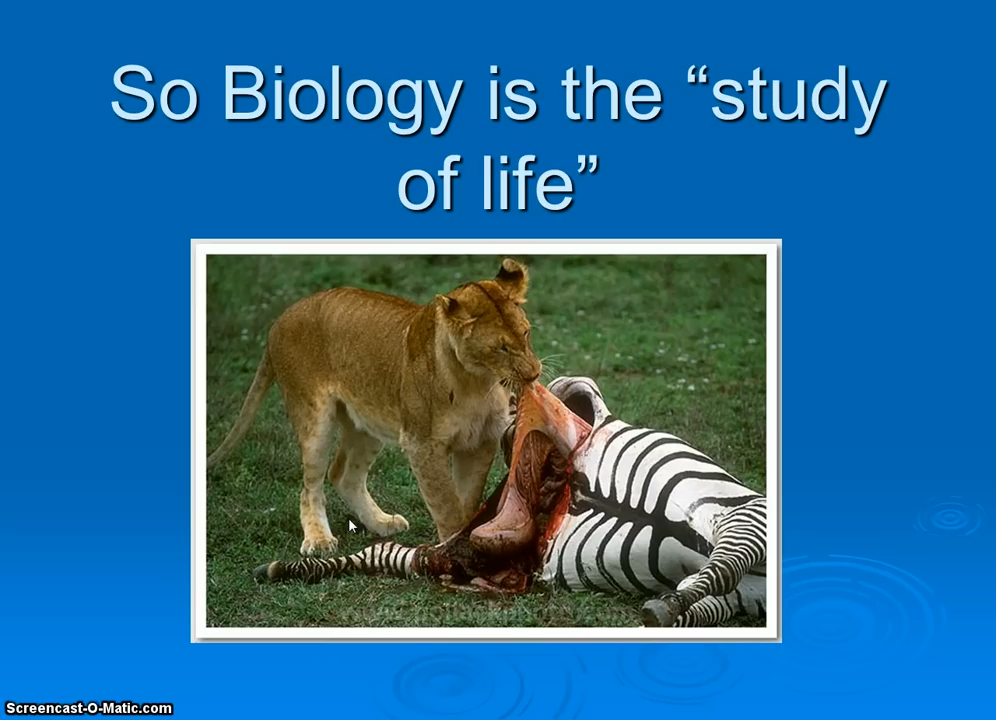 So Biology is the “study
of life”
Screencast-O-Matic.com